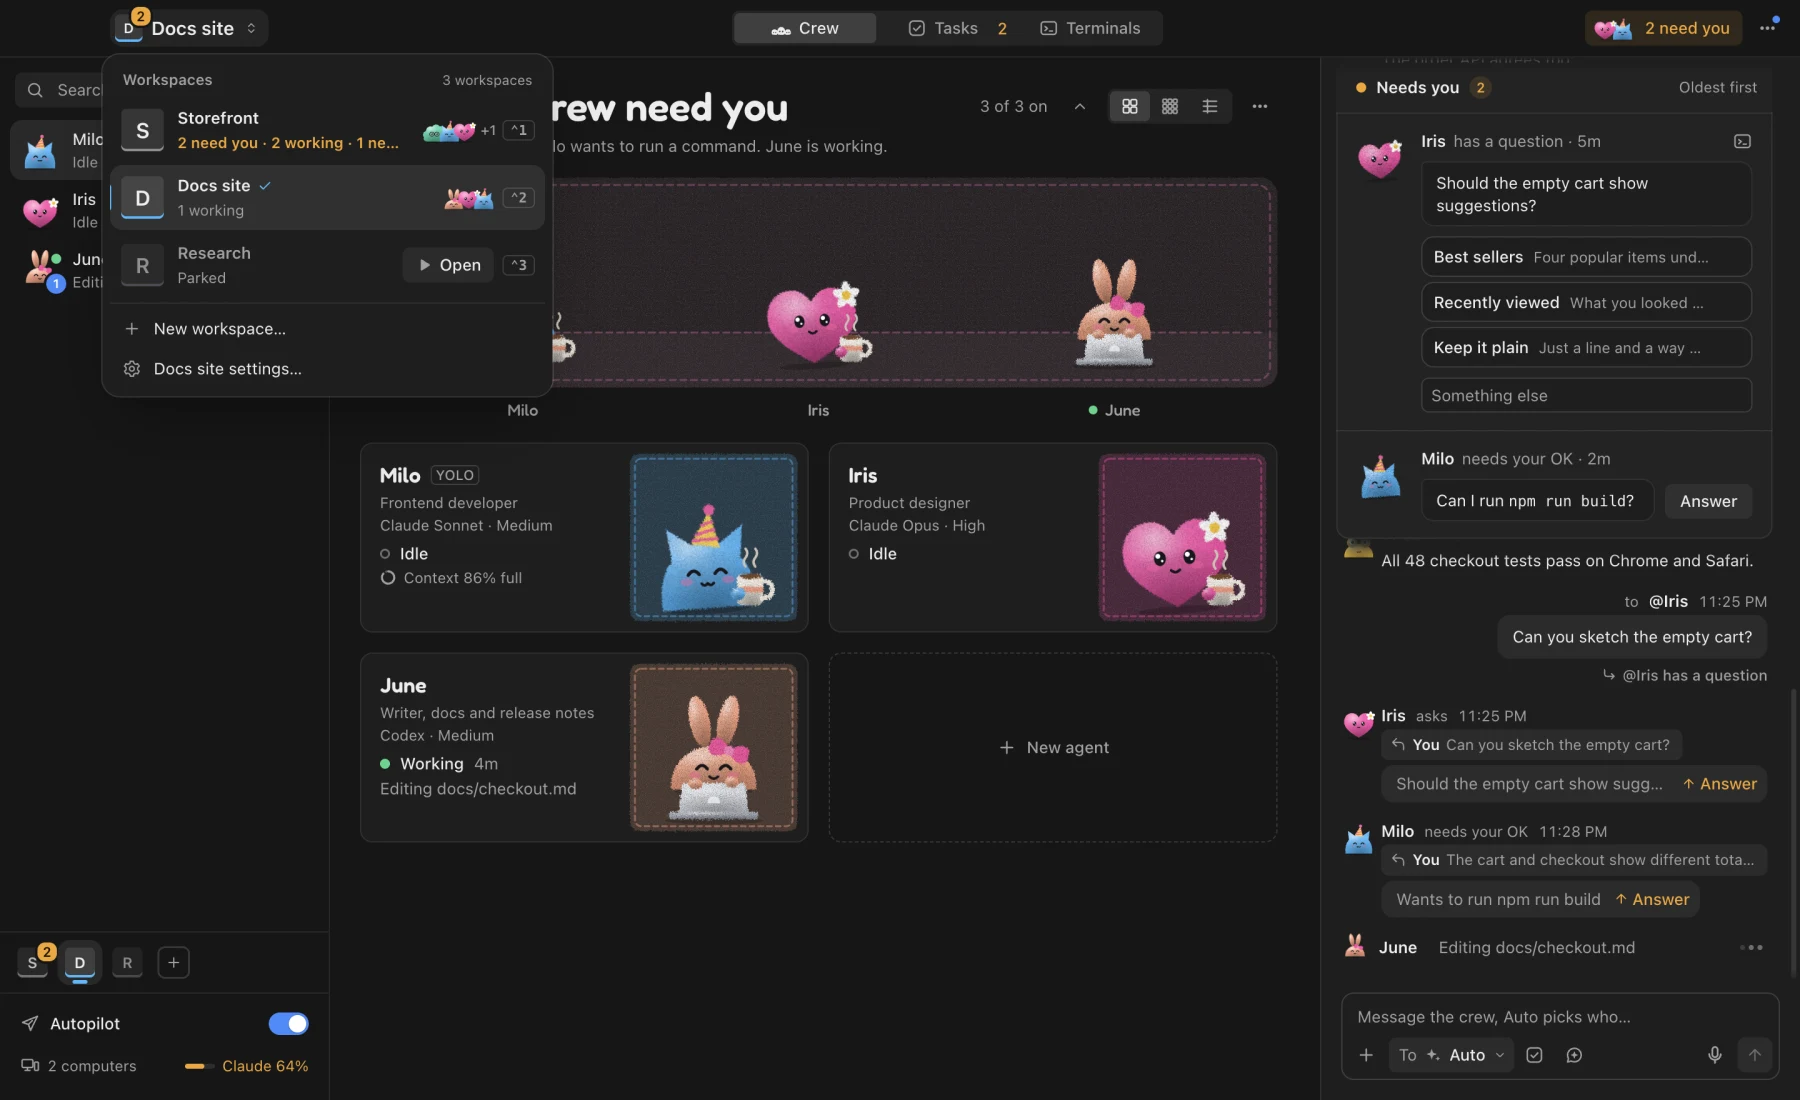 D
2
Docs site
Crew
Tasks 2
Terminals
2 need you
Workspaces
3 workspaces
S
Storefront
2 need you · 2 working · 1 ne...
+1
^1
D
Docs site
1 working
^2
R
Research
Parked
Open
^3
New workspace...
Docs site settings...
Searc
Milo
Idle
Iris
Idle
Jun
1
Editi
rew need you
3 of 3 on
lo wants to run a command. June is working.
Milo
Iris
June
Milo YOLO
Frontend developer
Claude Sonnet · Medium
Idle
Context 86% full
Iris
Product designer
Claude Opus · High
Idle
June
Writer, docs and release notes
Codex · Medium
Working 4m
Editing docs/checkout.md
New agent
S
2
D
R
Autopilot
2 computers
Claude 64%
Needs you 2
Oldest first
Iris has a question · 5m
Should the empty cart show
suggestions?
Best sellers Four popular items und...
Recently viewed What you looked ...
Keep it plain Just a line and a way ...
Something else
Milo needs your OK · 2m
Can I run npm run build?
Answer
All 48 checkout tests pass on Chrome and Safari.
to @Iris 11:25 PM
Can you sketch the empty cart?
@Iris has a question
Iris asks 11:25 PM
You Can you sketch the empty cart?
Should the empty cart show sugg...
Answer
Milo needs your OK 11:28 PM
You The cart and checkout show different tota...
Wants to run npm run build
Answer
June Editing docs/checkout.md
Message the crew, Auto picks who...
To Auto